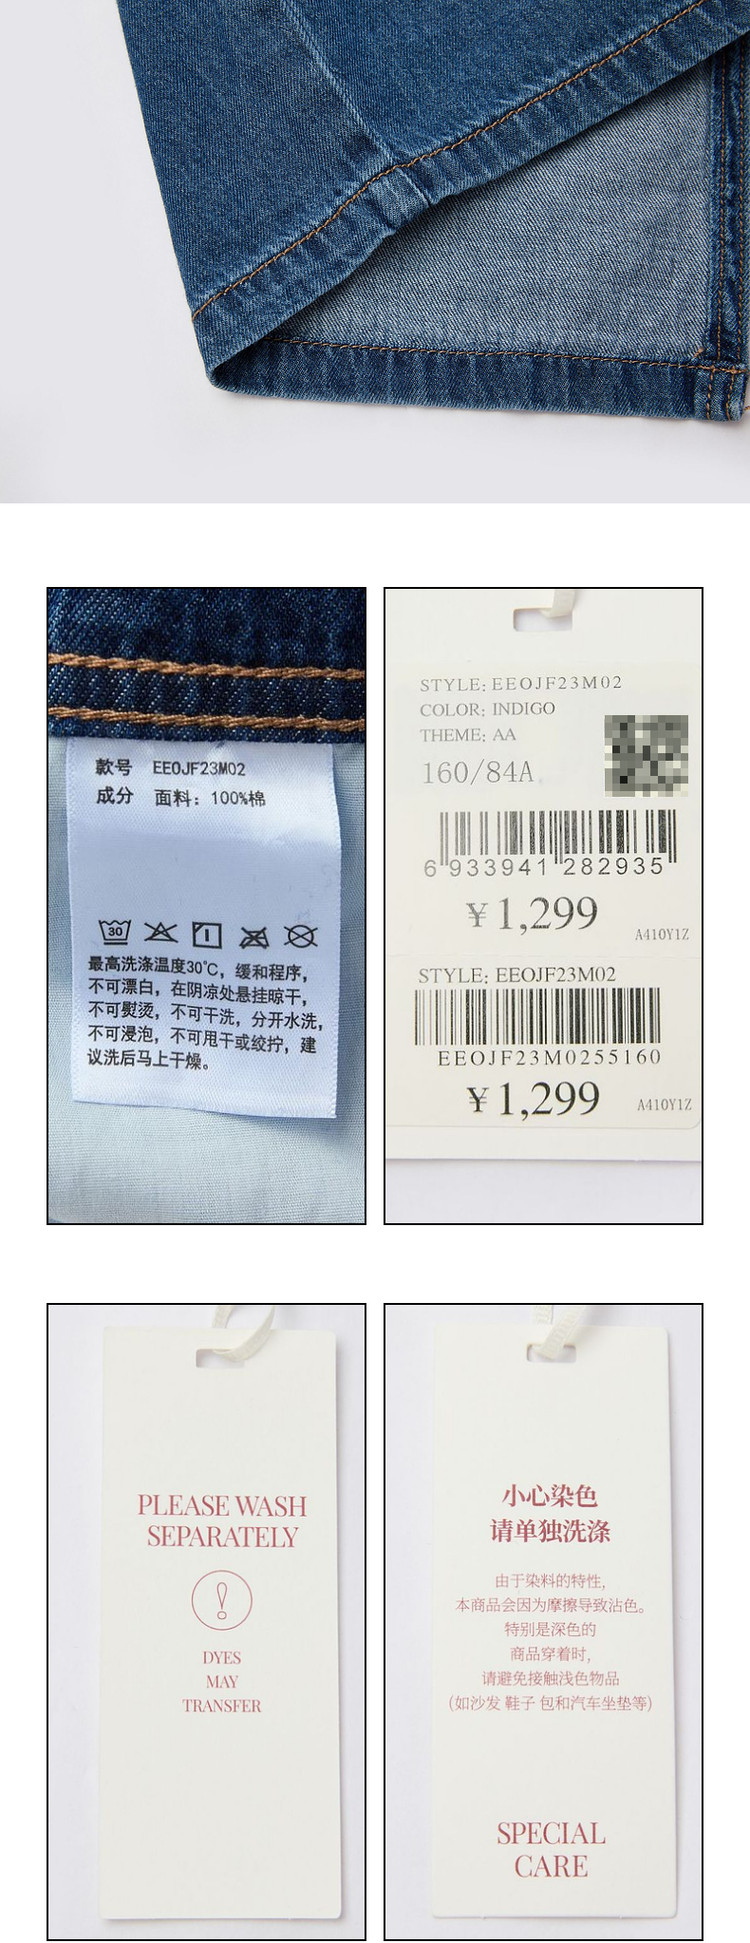 款号 EEOJF23M02
成分 面料：100%棉
30
最高洗涤温度30℃，缓和程序，
不可漂白，在阴凉处悬挂晾干，
不可熨烫，不可干洗，分开水洗，
不可浸泡，不可甩干或绞拧，建
议洗后马上干燥。
STYLE: EEOJF23M02
COLOR: INDIGO
THEME: AA
160/84A
6 933941 282935
¥1,299
A410Y1Z
STYLE: EEOJF23M02
EEOJF23M0255160
¥1,299
A410Y1Z
PLEASE WASH
SEPARATELY
!
DYES
MAY
TRANSFER
小心染色
请单独洗涤
由于染料的特性,
本商品会因为摩擦导致沾色。
特别是深色的
商品穿着时,
请避免接触浅色物品
(如沙发 鞋子 包和汽车坐垫等)
SPECIAL
CARE